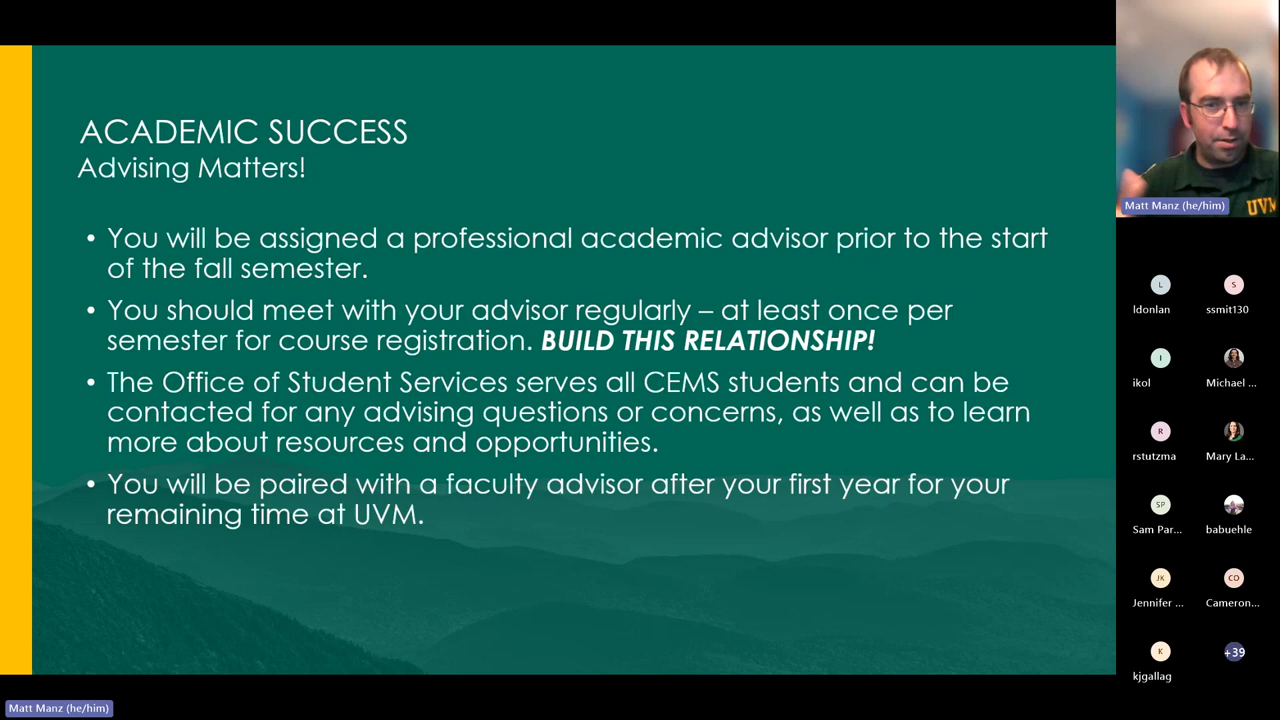 ACADEMIC SUCCESS
Advising Matters!
• You will be assigned a professional academic advisor prior to the start
of the fall semester.
• You should meet with your advisor regularly – at least once per
semester for course registration. BUILD THIS RELATIONSHIP!
• The Office of Student Services serves all CEMS students and can be
contacted for any advising questions or concerns, as well as to learn
more about resources and opportunities.
• You will be paired with a faculty advisor after your first year for your
remaining time at UVM.
Matt Manz (he/him)
UVM
L
S
ldonlan
ssmit130
I
ikol
Michael ...
R
rstutzma
Mary La...
SP
Sam Par...
babuehle
JK
CO
Jennifer ...
Cameron...
K
+39
kjgallag
Matt Manz (he/him)